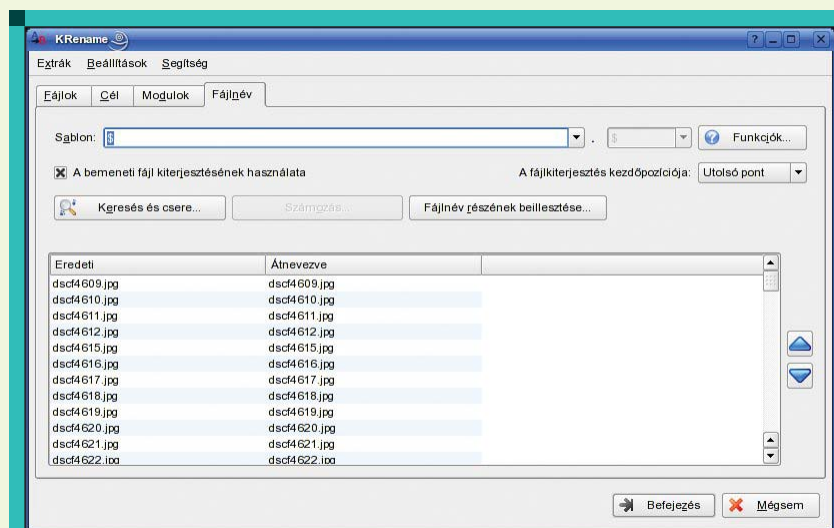 KRename
Extrák Beállítások Segítség
Fájlok Cél Modulok Fájlnév
Sablon: $ . $ Funkciók...
A bemeneti fájl kiterjesztésének használata A fájlkiterjesztés kezdőpozíciója: Utolsó pont
Keresés és csere... Számozás... Fájlnév részének beillesztése...
Eredeti Átnevezve
dscf4609.jpg dscf4609.jpg
dscf4610.jpg dscf4610.jpg
dscf4611.jpg dscf4611.jpg
dscf4612.jpg dscf4612.jpg
dscf4615.jpg dscf4615.jpg
dscf4616.jpg dscf4616.jpg
dscf4617.jpg dscf4617.jpg
dscf4618.jpg dscf4618.jpg
dscf4619.jpg dscf4619.jpg
dscf4620.jpg dscf4620.jpg
dscf4621.jpg dscf4621.jpg
dscf4622.jpg dscf4622.jpg
Befejezés Mégsem